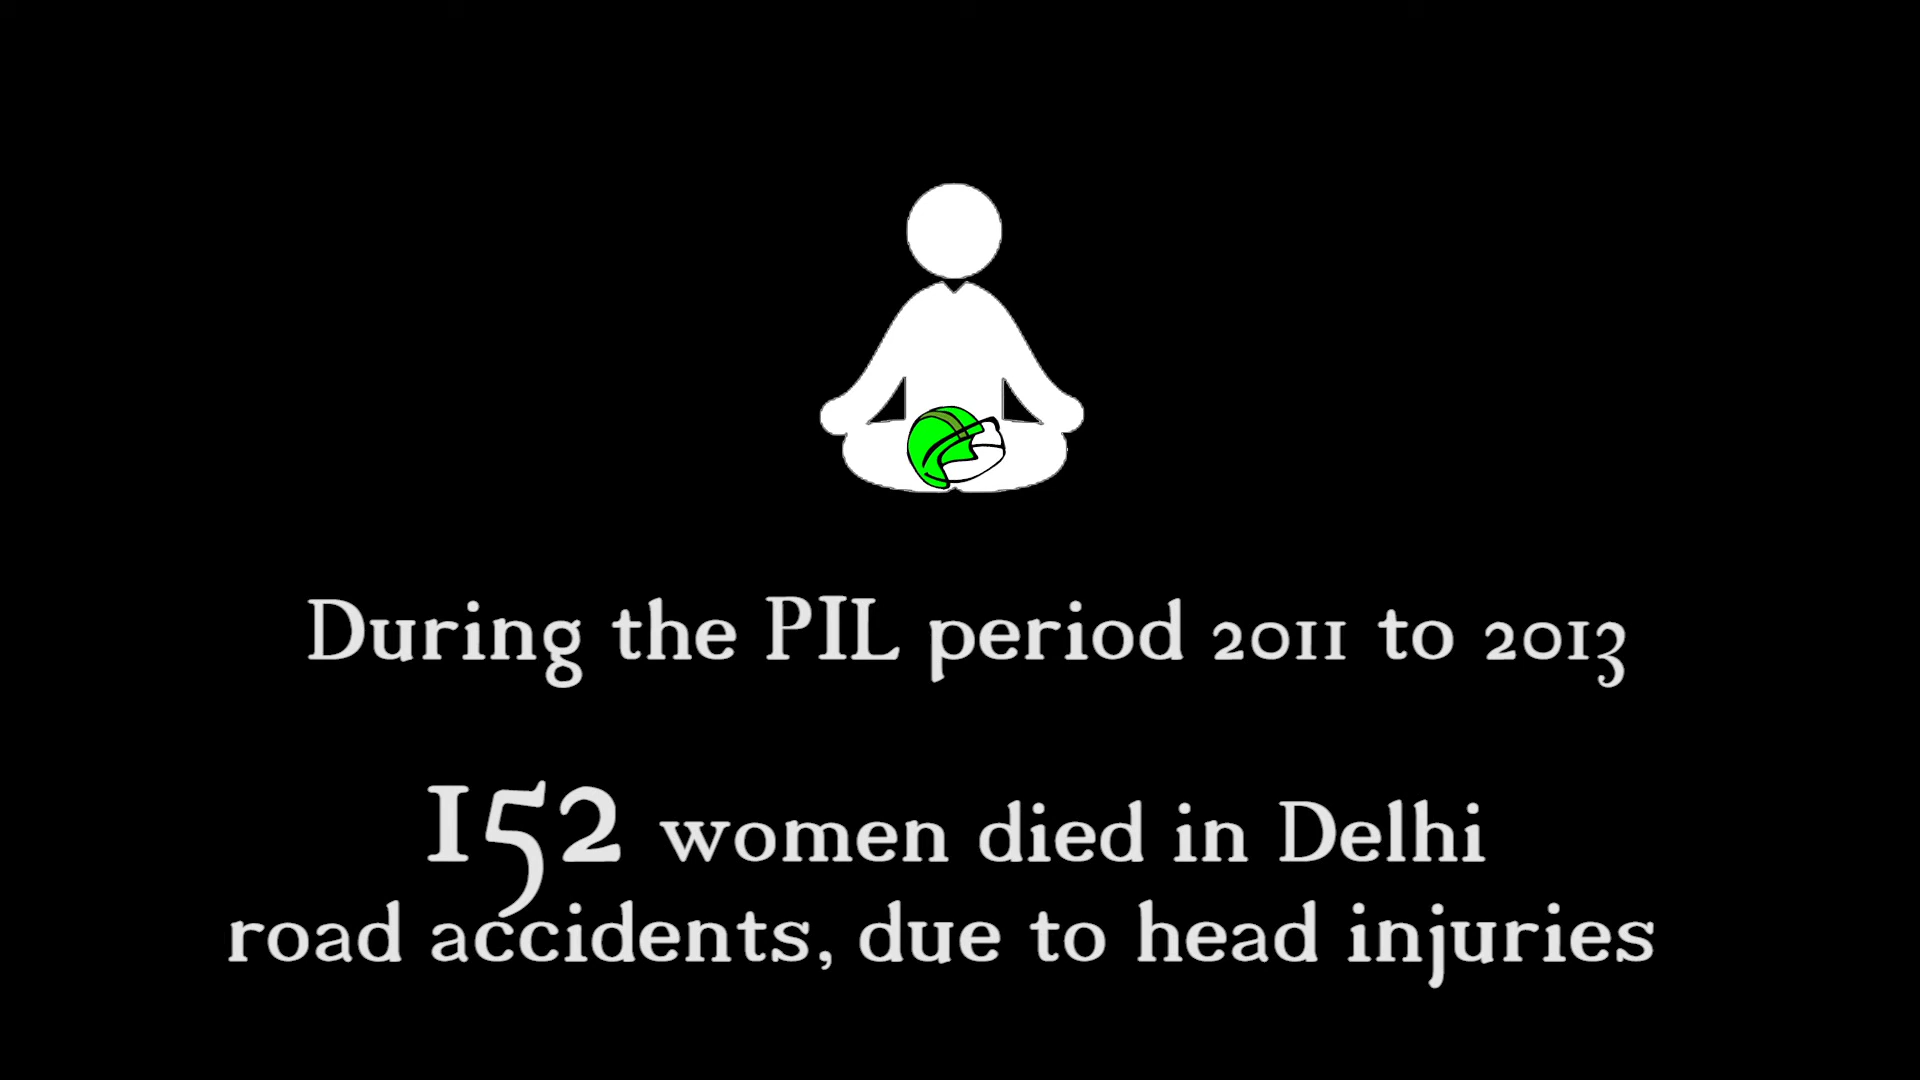 During the PIL period 2011 to 2013
152 women died in Delhi
road accidents, due to head injuries